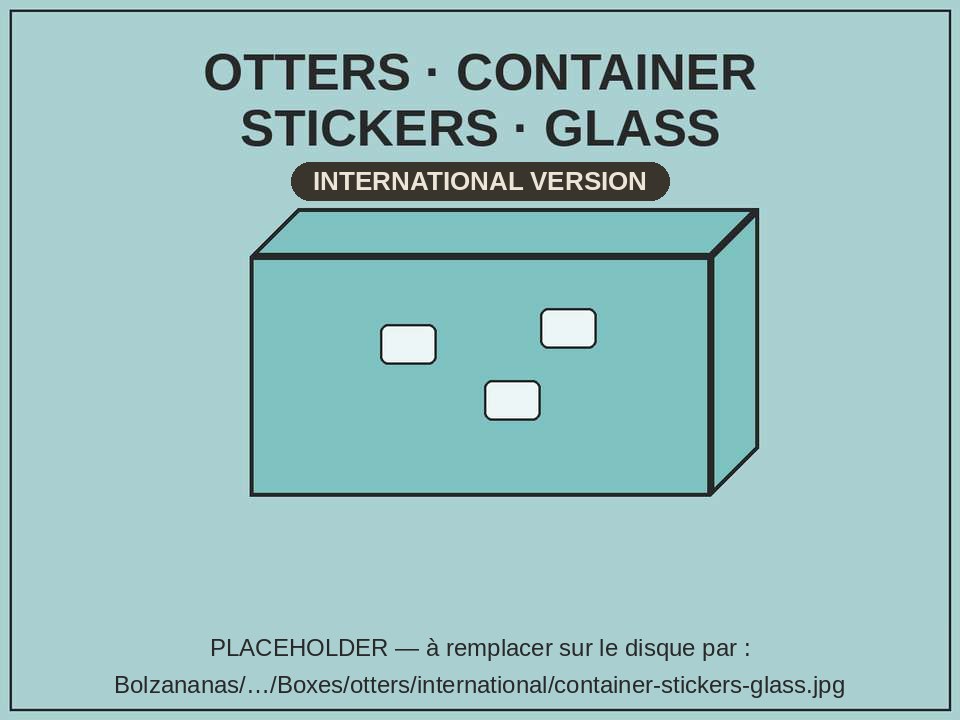 OTTERS · CONTAINER
STICKERS · GLASS
INTERNATIONAL VERSION
PLACEHOLDER — à remplacer sur le disque par :
Bolzananas/…/Boxes/otters/international/container-stickers-glass.jpg